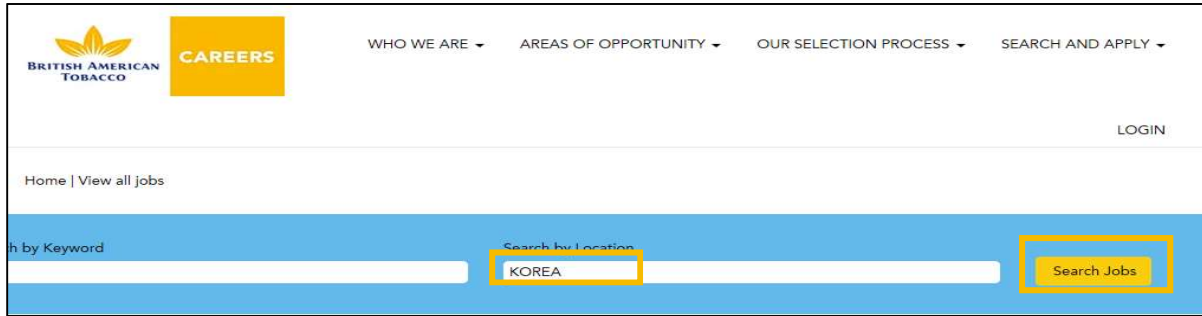 BRITISH AMERICAN
TOBACCO
CAREERS
WHO WE ARE
AREAS OF OPPORTUNITY
OUR SELECTION PROCESS
SEARCH AND APPLY
LOGIN
Home | View all jobs
h by Keyword
Search by Location
KOREA
Search Jobs